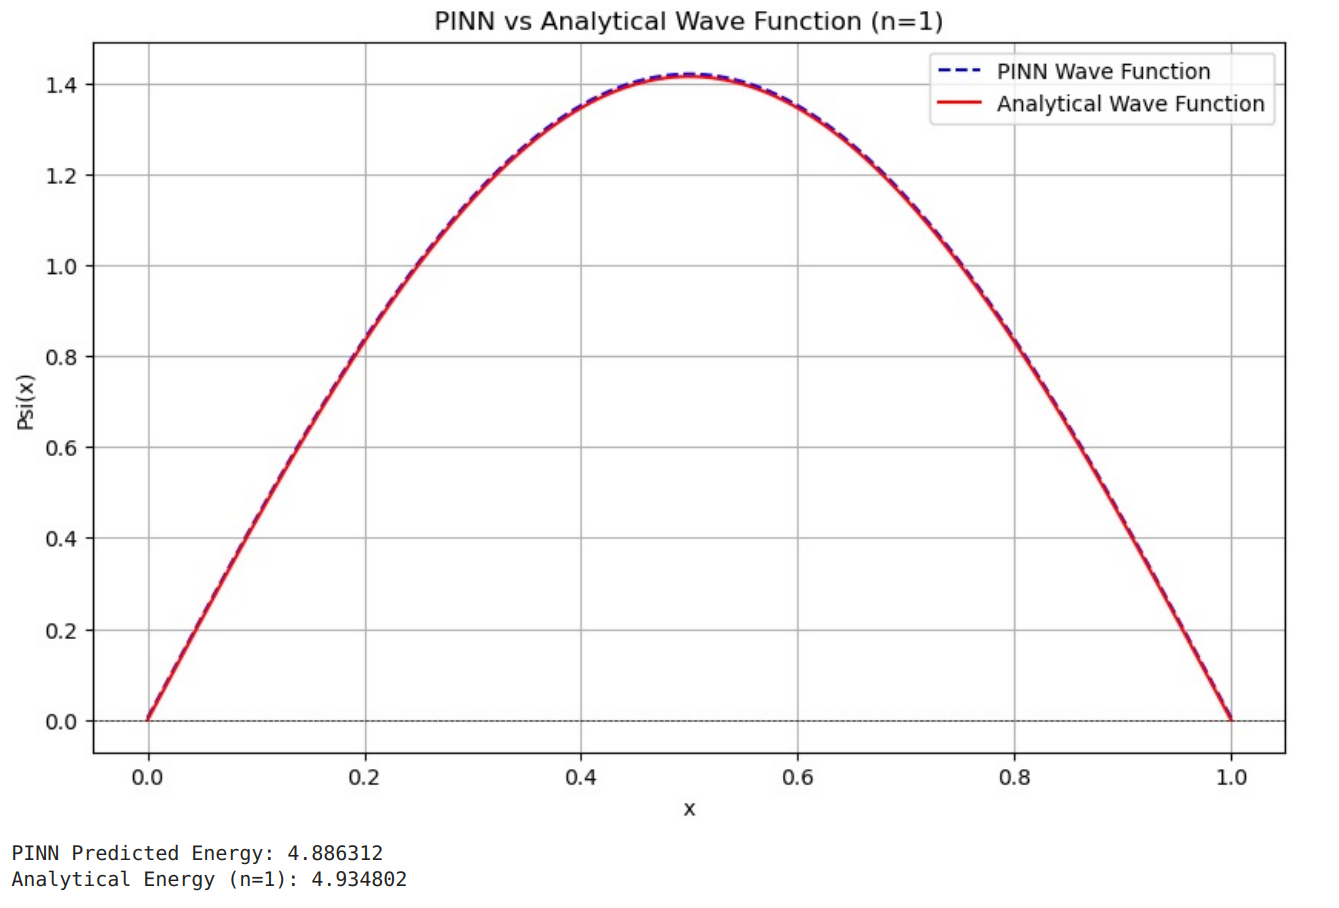 PINN vs Analytical Wave Function (n=1)
PINN Wave Function
Analytical Wave Function
Psi(x)
1.4
1.2
1.0
0.8
0.6
0.4
0.2
0.0
0.0 0.2 0.4 0.6 0.8 1.0
x
PINN Predicted Energy: 4.886312
Analytical Energy (n=1): 4.934802